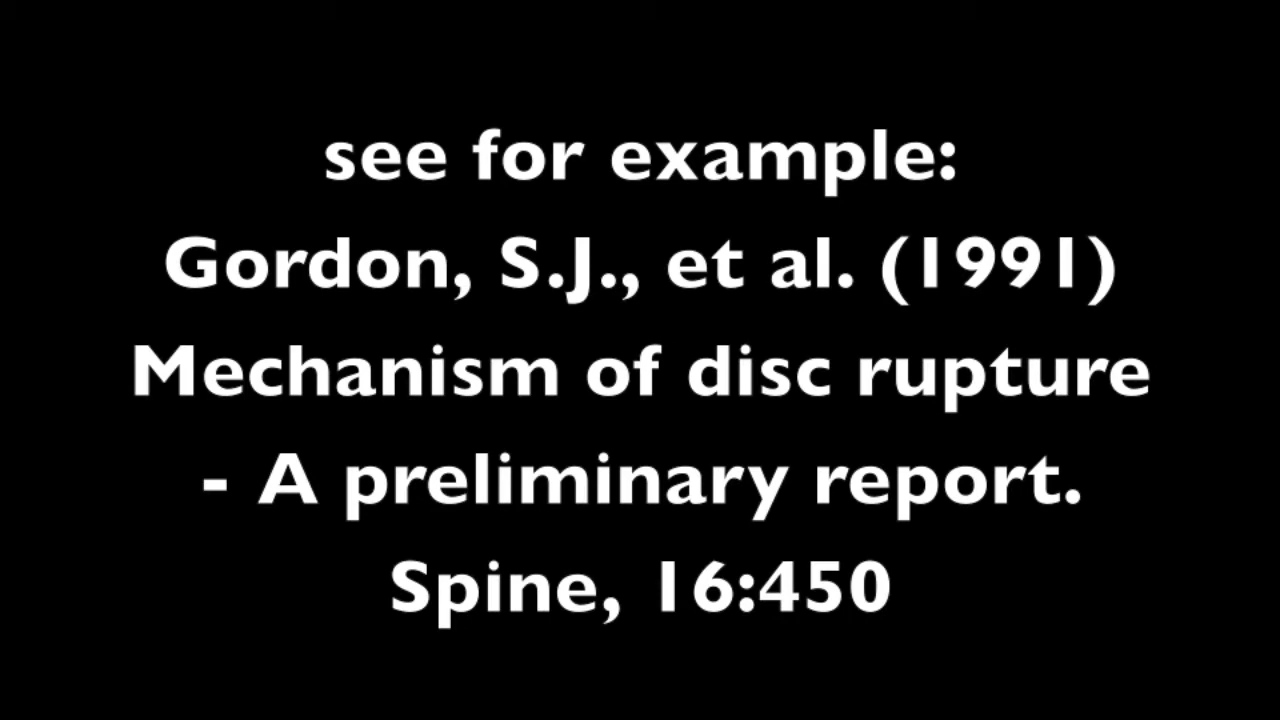 see for example:
Gordon, S.J., et al. (1991)
Mechanism of disc rupture
- A preliminary report.
Spine, 16:450